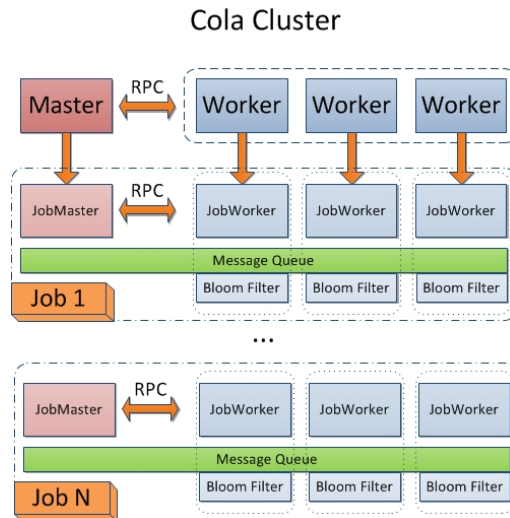 Cola Cluster
Master RPC Worker Worker Worker
JobMaster RPC JobWorker JobWorker JobWorker
Message Queue
Bloom Filter Bloom Filter Bloom Filter
Job 1
...
JobMaster RPC JobWorker JobWorker JobWorker
Message Queue
Bloom Filter Bloom Filter Bloom Filter
Job N